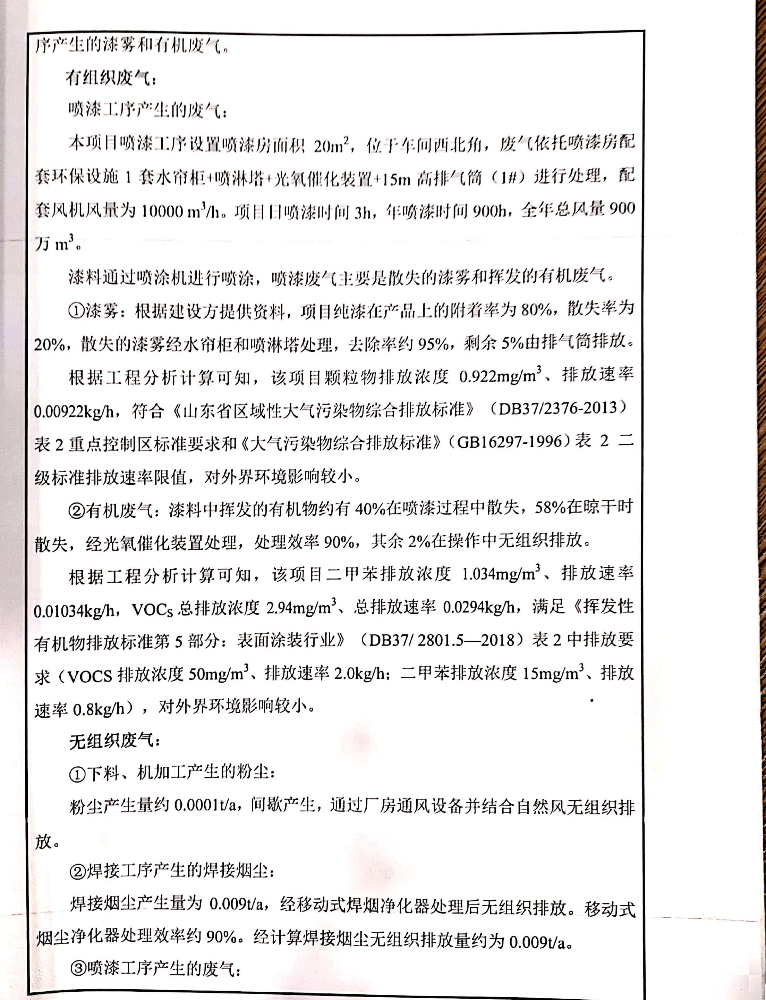 序产生的漆雾和有机废气。
有组织废气：
喷漆工序产生的废气：
本项目喷漆工序设置喷漆房面积 20m²，位于车间西北角，废气依托喷漆房配
套环保设施 1 套水帘柜+喷淋塔+光氧催化装置+15m 高排气筒（1#）进行处理，配
套风机风量为 10000 m³/h。项目日喷漆时间 3h，年喷漆时间 900h，全年总风量 900
万 m³。
漆料通过喷涂机进行喷涂，喷漆废气主要是散失的漆雾和挥发的有机废气。
①漆雾：根据建设方提供资料，项目纯漆在产品上的附着率为 80%，散失率为
20%，散失的漆雾经水帘柜和喷淋塔处理，去除率约 95%，剩余 5%由排气筒排放。
根据工程分析计算可知，该项目颗粒物排放浓度 0.922mg/m³、排放速率
0.00922kg/h，符合《山东省区域性大气污染物综合排放标准》（DB37/2376-2013）
表 2 重点控制区标准要求和《大气污染物综合排放标准》（GB16297-1996）表 2 二
级标准排放速率限值，对外界环境影响较小。
②有机废气：漆料中挥发的有机物约有 40%在喷漆过程中散失，58%在晾干时
散失，经光氧催化装置处理，处理效率 90%，其余 2%在操作中无组织排放。
根据工程分析计算可知，该项目二甲苯排放浓度 1.034mg/m³、排放速率
0.01034kg/h，VOCs 总排放浓度 2.94mg/m³、总排放速率 0.0294kg/h，满足《挥发性
有机物排放标准第 5 部分：表面涂装行业》（DB37/ 2801.5—2018）表 2 中排放要
求（VOCS 排放浓度 50mg/m³、排放速率 2.0kg/h；二甲苯排放浓度 15mg/m³、排放
速率 0.8kg/h），对外界环境影响较小。
无组织废气：
①下料、机加工产生的粉尘：
粉尘产生量约 0.0001t/a，间歇产生，通过厂房通风设备并结合自然风无组织排
放。
②焊接工序产生的焊接烟尘：
焊接烟尘产生量为 0.009t/a，经移动式焊烟净化器处理后无组织排放。移动式
烟尘净化器处理效率约 90%。经计算焊接烟尘无组织排放量约为 0.009t/a。
③喷漆工序产生的废气：